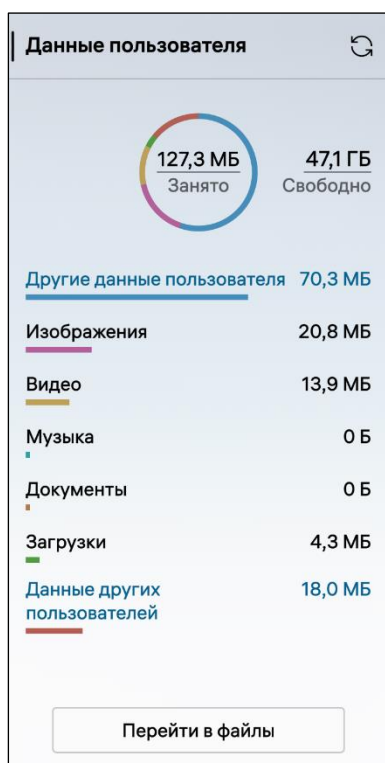 Данные пользователя
127,3 МБ
Занято
47,1 ГБ
Свободно
Другие данные пользователя 70,3 МБ
Изображения 20,8 МБ
Видео 13,9 МБ
Музыка 0 Б
Документы 0 Б
Загрузки 4,3 МБ
Данные других 18,0 МБ
пользователей
Перейти в файлы